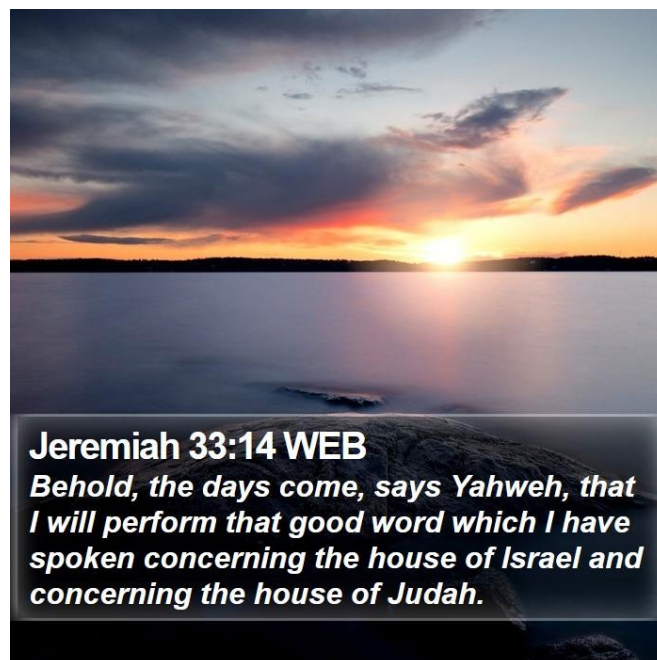 Jeremiah 33:14 WEB
Behold, the days come, says Yahweh, that
I will perform that good word which I have
spoken concerning the house of Israel and
concerning the house of Judah.